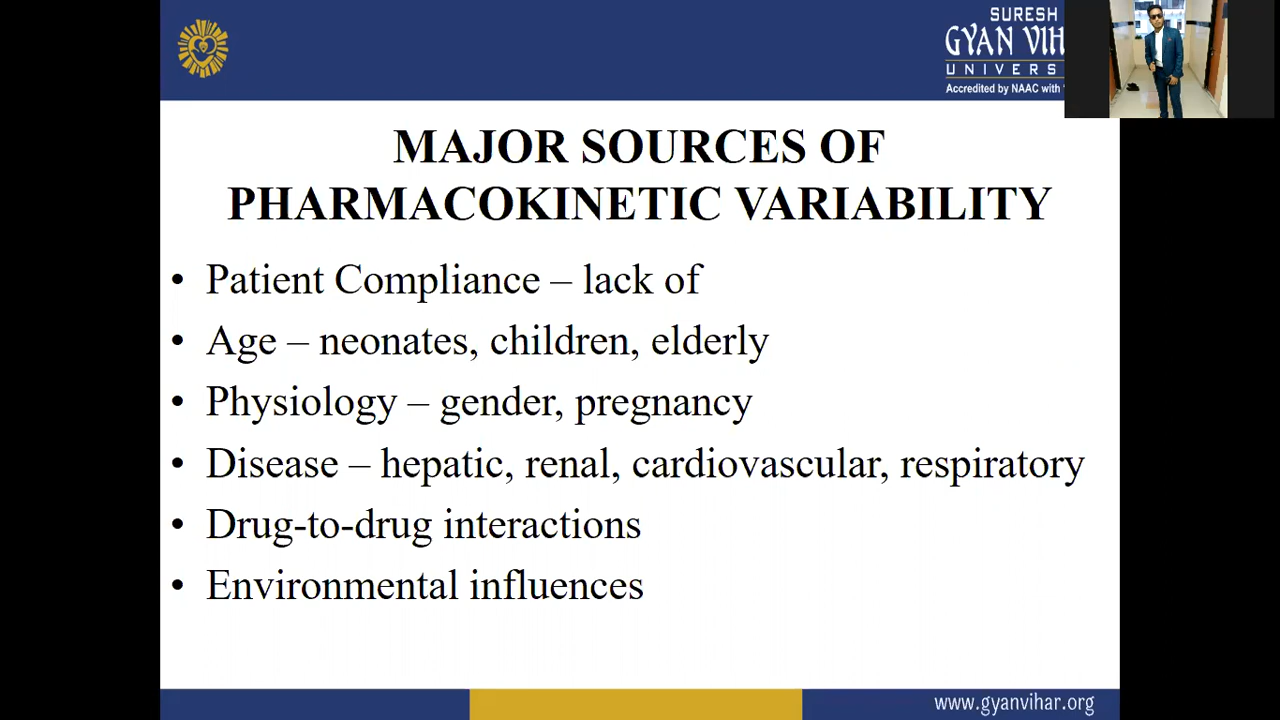 SURESH
GYAN VIH
UNIVERS
Accredited by NAAC with
MAJOR SOURCES OF
PHARMACOKINETIC VARIABILITY
• Patient Compliance – lack of
• Age – neonates, children, elderly
• Physiology – gender, pregnancy
• Disease – hepatic, renal, cardiovascular, respiratory
• Drug-to-drug interactions
• Environmental influences
www.gyanvihar.org